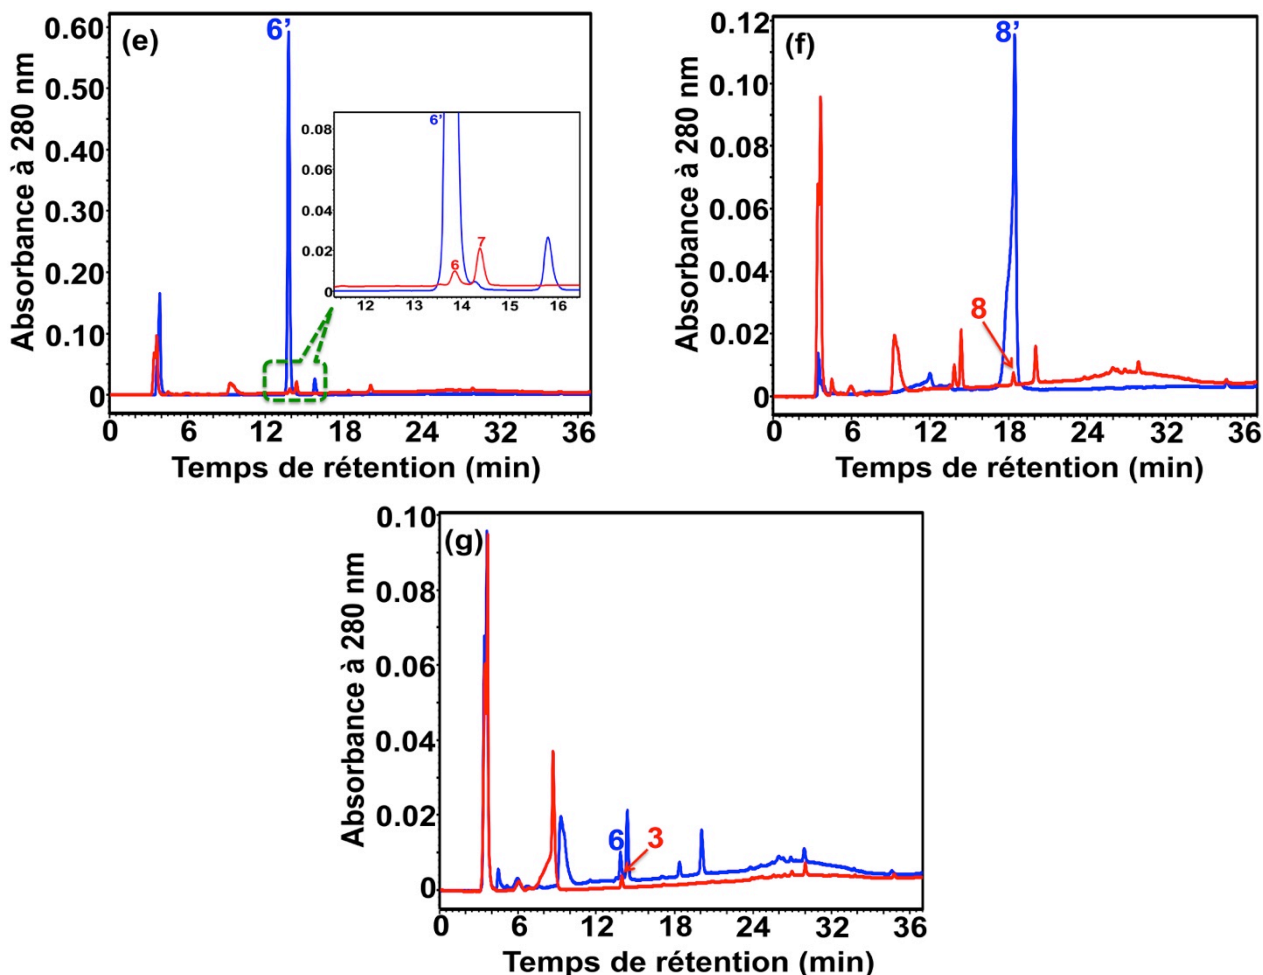 (e)
6’
0.60
0.50
0.40
0.30
0.20
0.10
0
Absorbance à 280 nm
0.08
0.06
0.04
0.02
0
6’
6
7
12 13 14 15 16
0 6 12 18 24 30 36
Temps de rétention (min)
(f)
8’
8
0.12
0.10
0.12
0.06
0.04
0.02
0
Absorbance à 280 nm
0 6 12 18 24 32 36
Temps de rétention (min)
(g)
0.10
0.08
0.06
0.04
0.02
0
Absorbance à 280 nm
6 3
0 6 12 18 24 32 36
Temps de rétention (min)